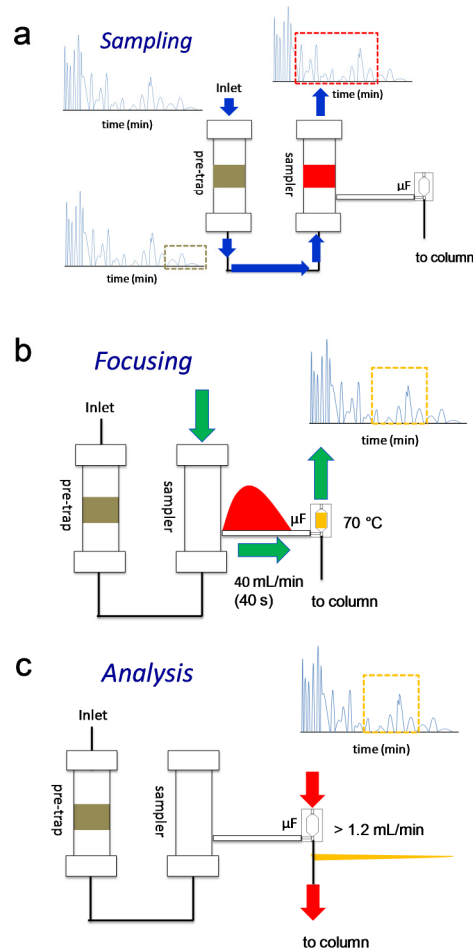 a
Sampling
time (min)
time (min)
Inlet
pre-trap
sampler
µF
to column
time (min)
b
Focusing
Inlet
pre-trap
sampler
time (min)
µF
70 °C
40 mL/min
(40 s)
to column
c
Analysis
time (min)
Inlet
pre-trap
sampler
µF
> 1.2 mL/min
to column